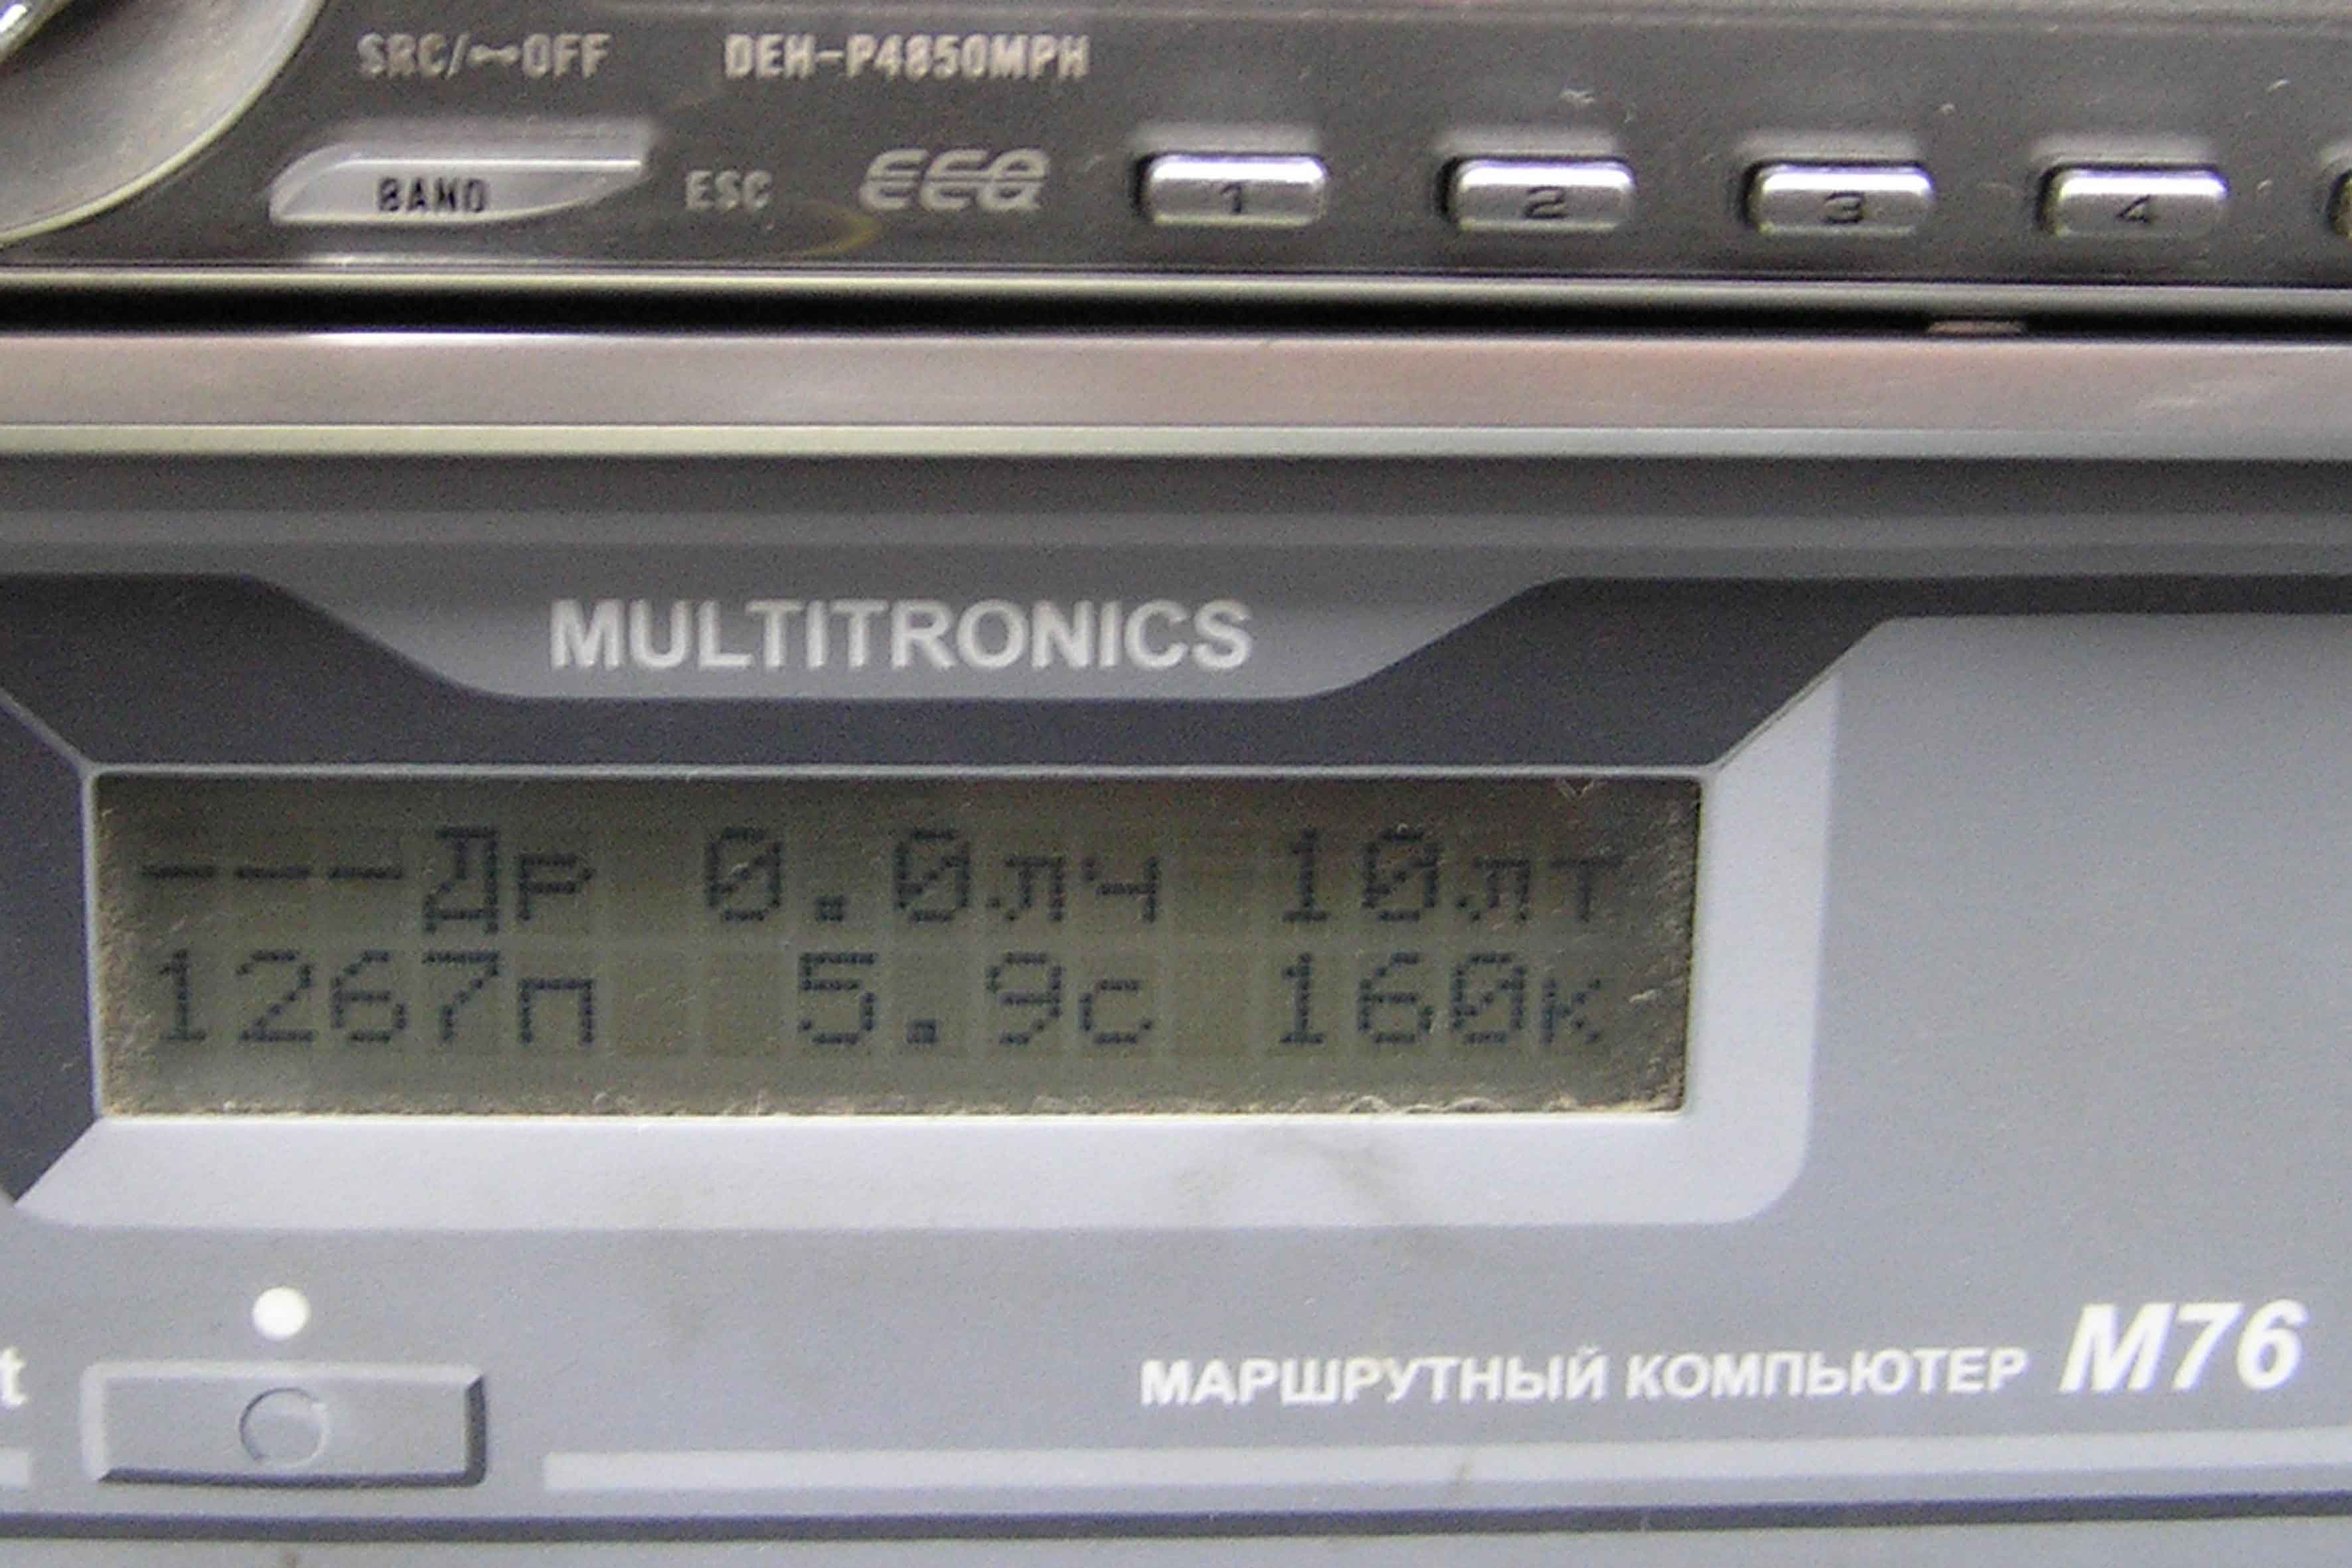 SRC/OFF DEH-P4850MPH
BAND ESC EEQ 1 2 3 4
MULTITRONICS
---Др 0.0лч 10лт
1267п 5.9с 160к
t
МАРШРУТНЫЙ КОМПЬЮТЕР M76